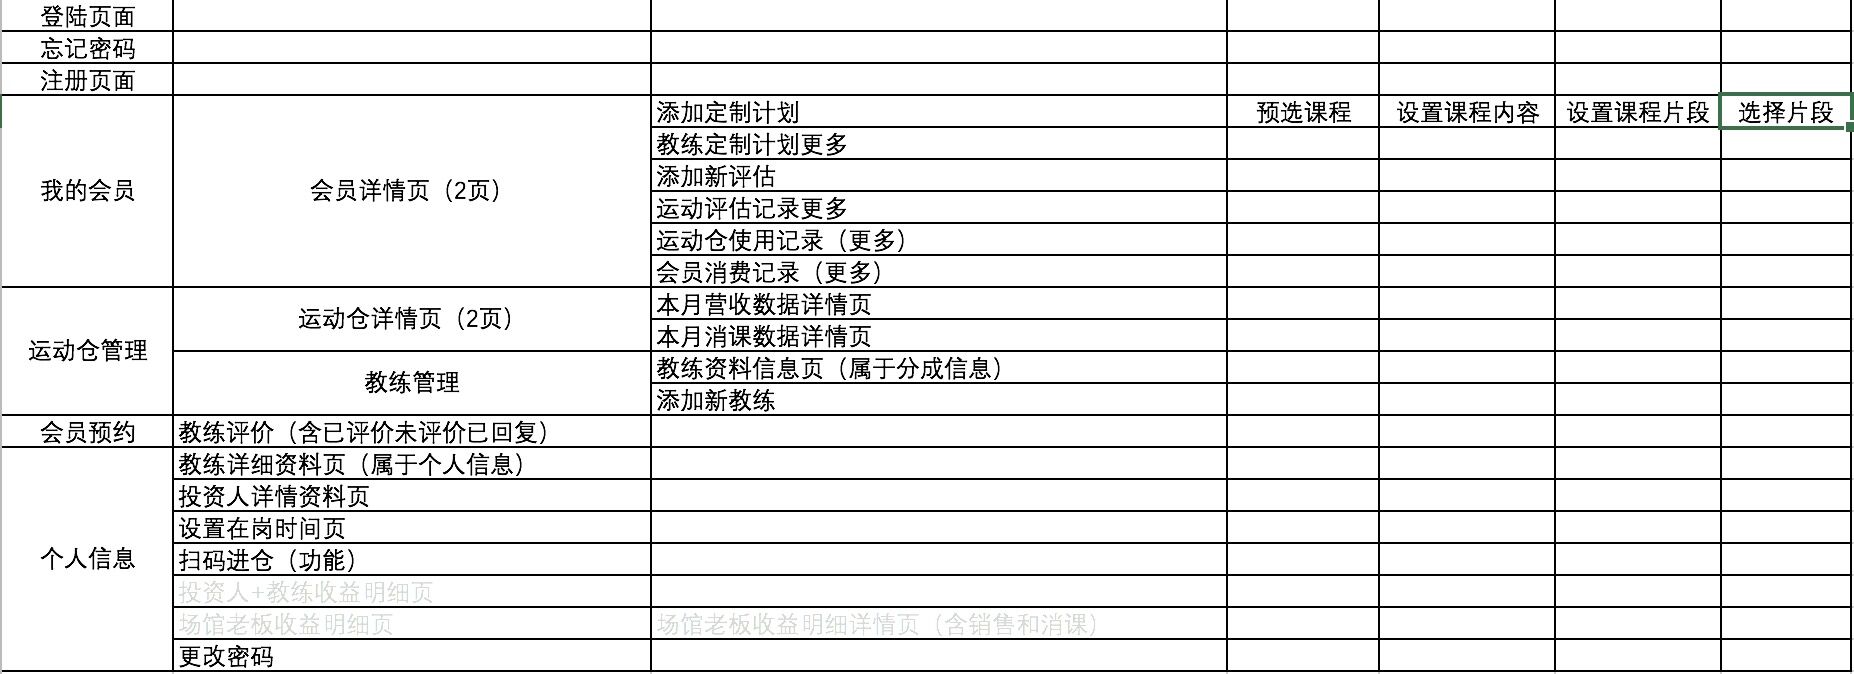 登陆页面
忘记密码
注册页面
我的会员
会员详情页（2页）
添加定制计划
预选课程
设置课程内容
设置课程片段
选择片段
教练定制计划更多
添加新评估
运动评估记录更多
运动仓使用记录（更多）
会员消费记录（更多）
运动仓管理
运动仓详情页（2页）
本月营收数据详情页
本月消课数据详情页
教练管理
教练资料信息页（属于分成信息）
添加新教练
会员预约
教练评价（含已评价未评价已回复）
个人信息
教练详细资料页（属于个人信息）
投资人详情资料页
设置在岗时间页
扫码进仓（功能）
投资人+教练收益明细页
场馆老板收益明细页
场馆老板收益明细详情页（含销售和消课）
更改密码